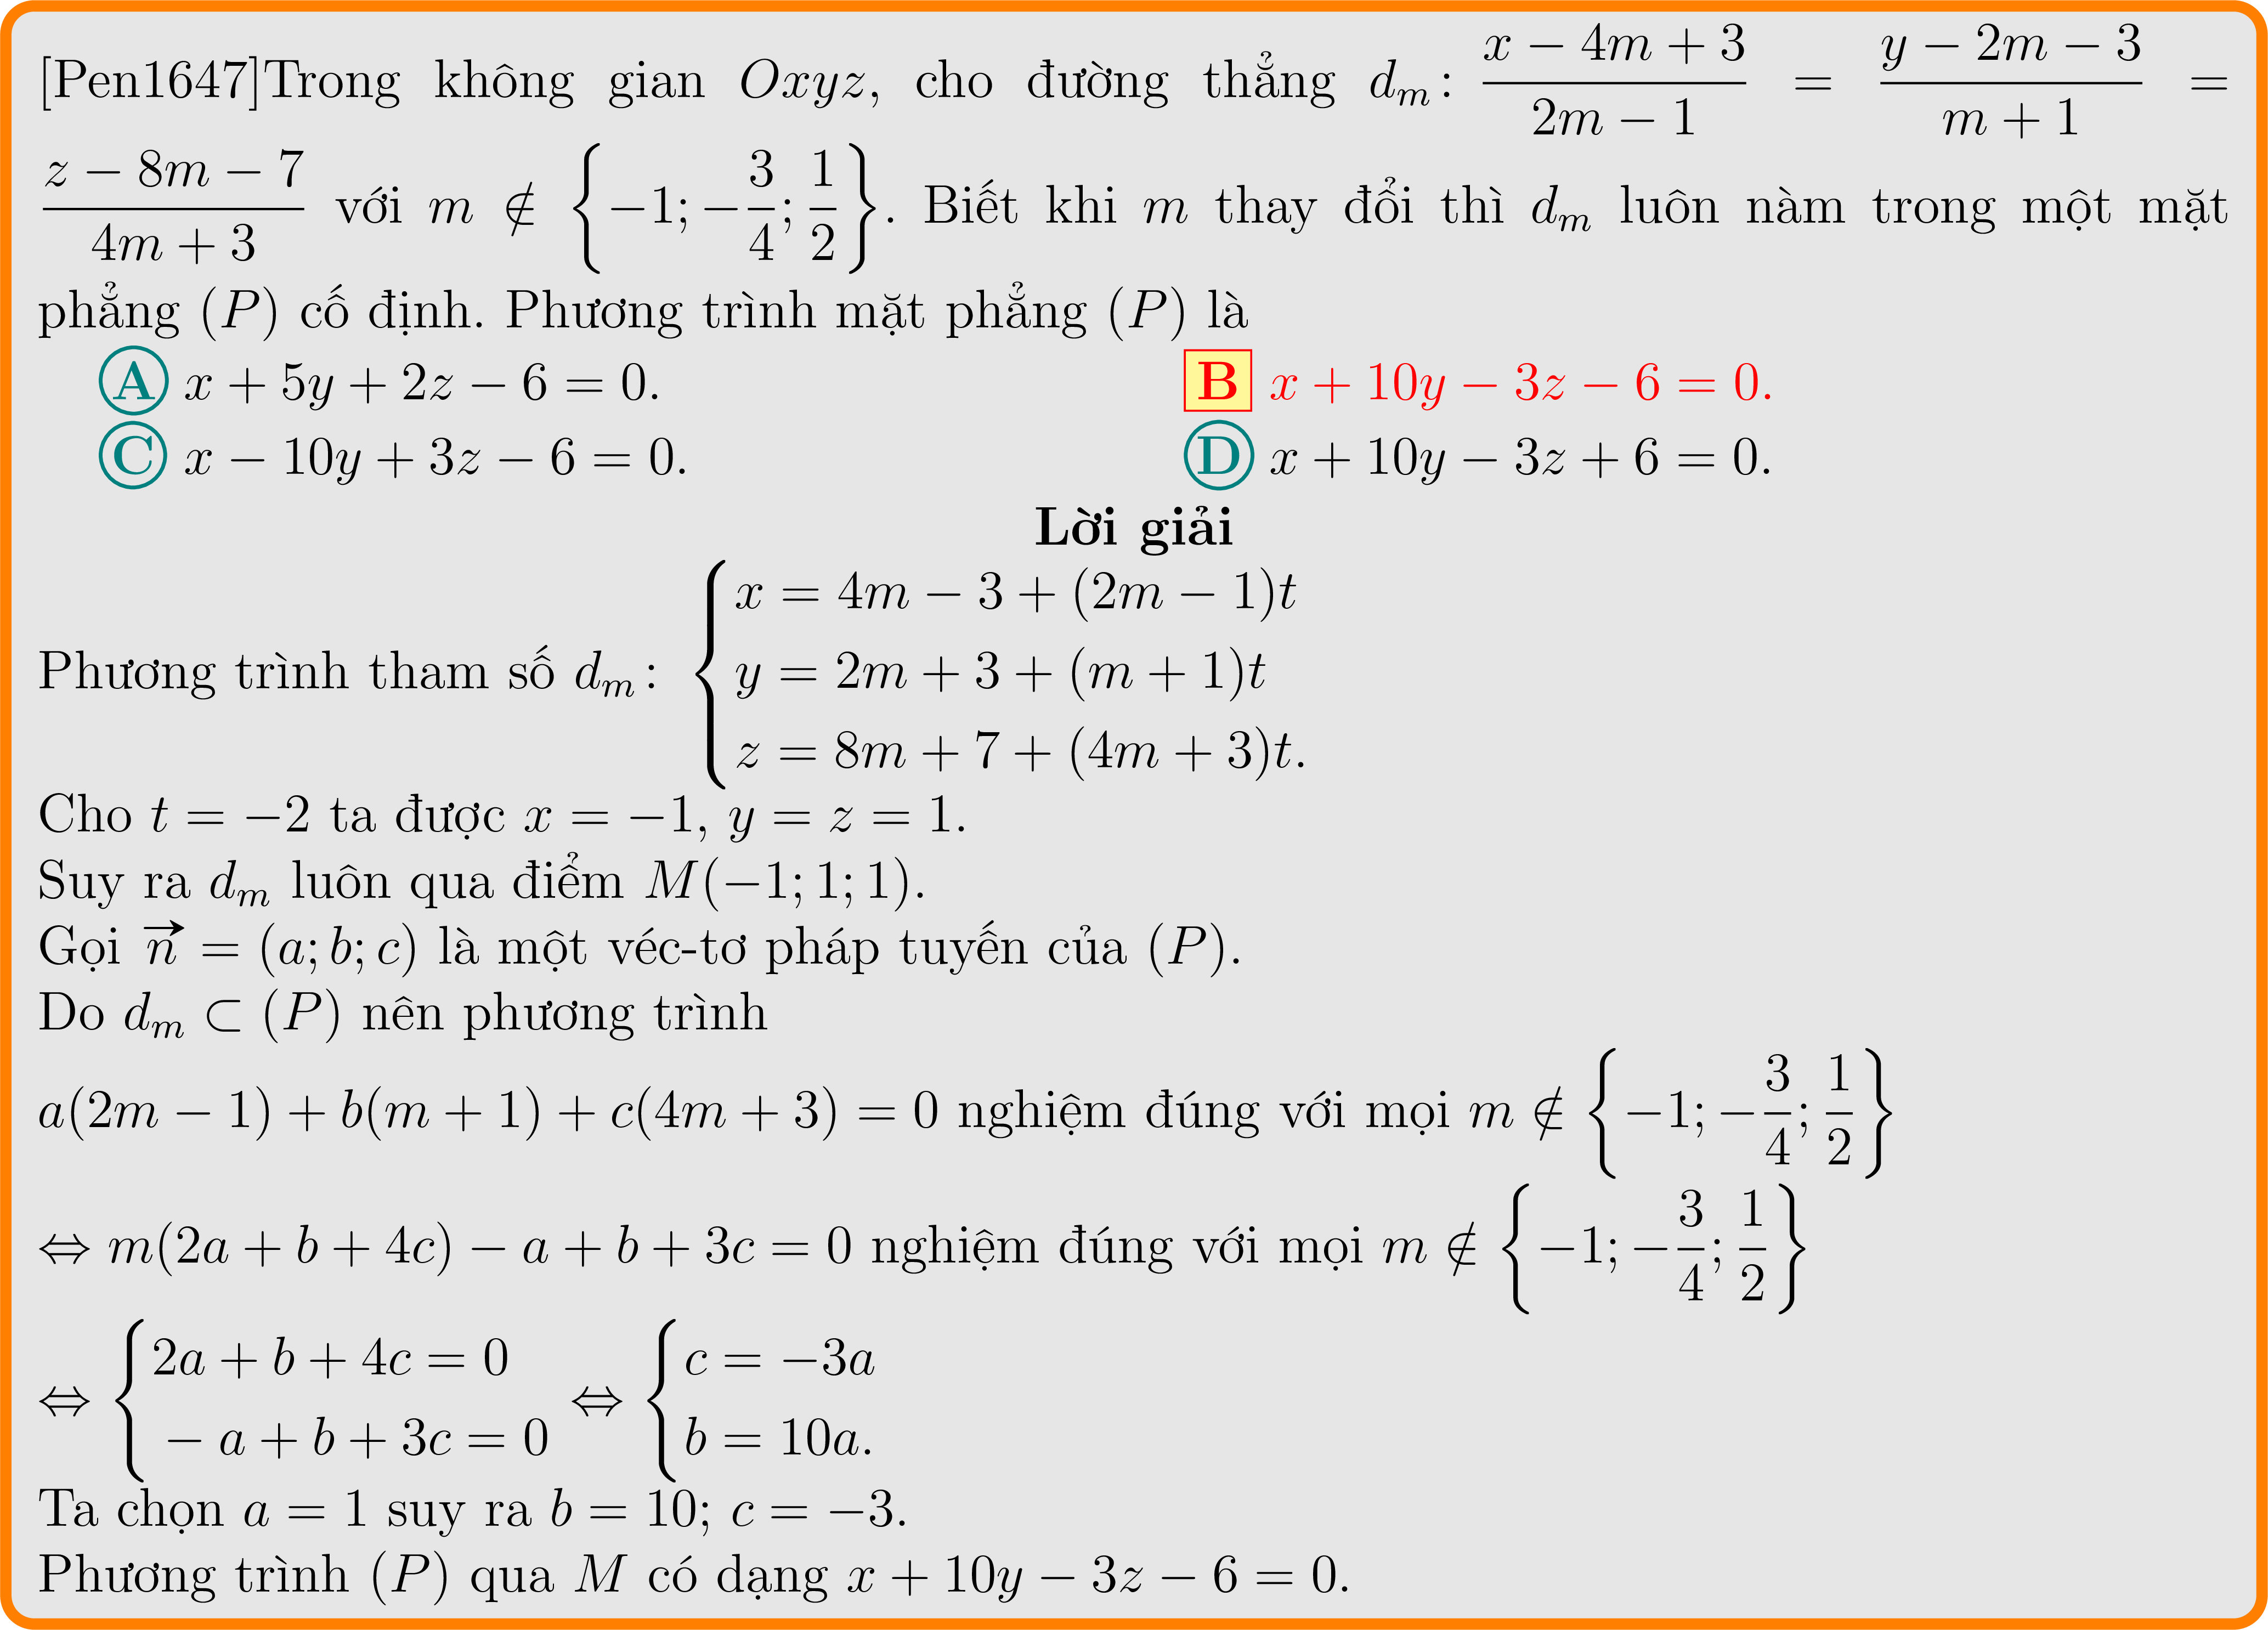 [Pen1647]Trong không gian $Oxyz$, cho đường thẳng $d_m\colon \dfrac{x-4m+3}{2m-1} = \dfrac{y-2m-3}{m+1} =$
$\dfrac{z-8m-7}{4m+3}$ với $m \notin \left\{-1; -\dfrac{3}{4}; \dfrac{1}{2}\right\}$. Biết khi $m$ thay đổi thì $d_m$ luôn nàm trong một mặt
phẳng $(P)$ cố định. Phương trình mặt phẳng $(P)$ là
A $x + 5y + 2z - 6 = 0$. B $x + 10y - 3z - 6 = 0$.
C $x - 10y + 3z - 6 = 0$. D $x + 10y - 3z + 6 = 0$.
Lời giải
Phương trình tham số $d_m\colon \begin{cases} x = 4m - 3 + (2m-1)t \\ y = 2m + 3 + (m+1)t \\ z = 8m + 7 + (4m+3)t. \end{cases}$
Cho $t = -2$ ta được $x = -1$, $y = z = 1$.
Suy ra $d_m$ luôn qua điểm $M(-1; 1; 1)$.
Gọi $\vec{n} = (a; b; c)$ là một véc-tơ pháp tuyến của $(P)$.
Do $d_m \subset (P)$ nên phương trình
$a(2m-1) + b(m+1) + c(4m+3) = 0$ nghiệm đúng với mọi $m \notin \left\{-1; -\dfrac{3}{4}; \dfrac{1}{2}\right\}$
$\Leftrightarrow m(2a + b + 4c) - a + b + 3c = 0$ nghiệm đúng với mọi $m \notin \left\{-1; -\dfrac{3}{4}; \dfrac{1}{2}\right\}$
$\Leftrightarrow \begin{cases} 2a + b + 4c = 0 \\ -a + b + 3c = 0 \end{cases} \Leftrightarrow \begin{cases} c = -3a \\ b = 10a. \end{cases}$
Ta chọn $a = 1$ suy ra $b = 10$; $c = -3$.
Phương trình $(P)$ qua $M$ có dạng $x + 10y - 3z - 6 = 0$.